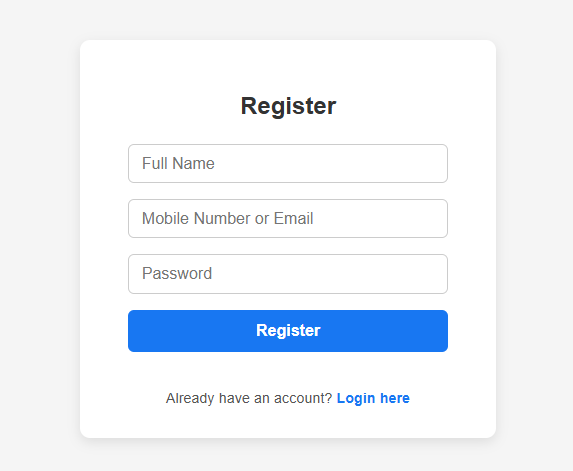 Register
Full Name
Mobile Number or Email
Password
Register
Already have an account? Login here